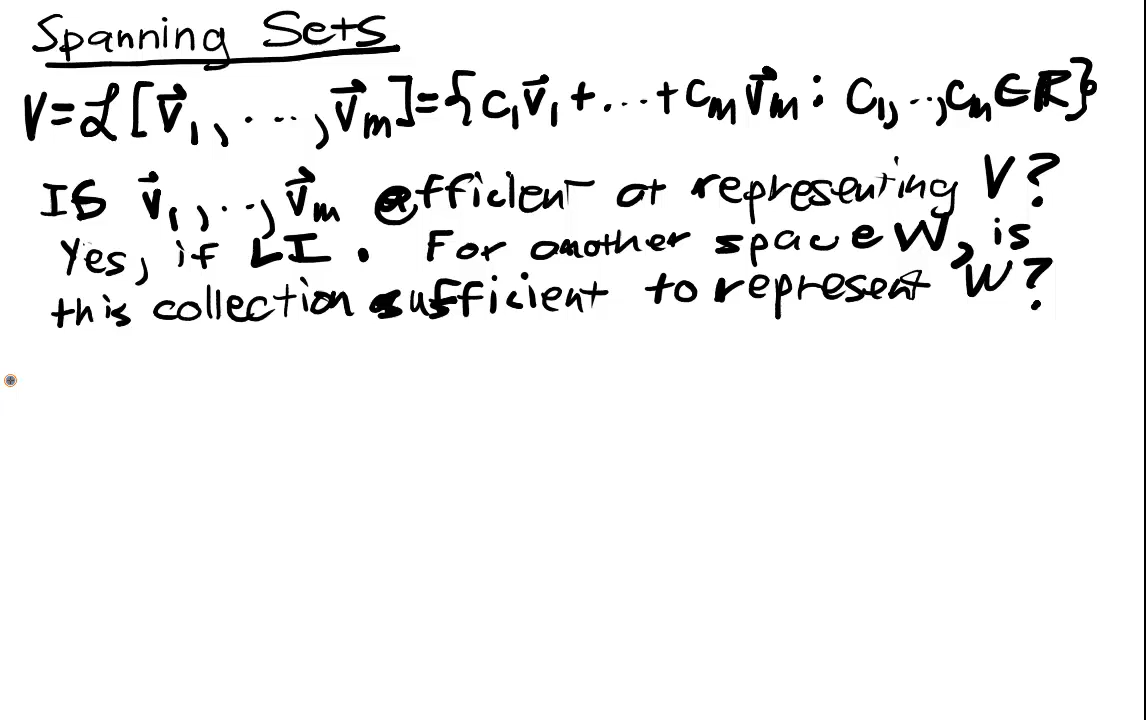 Spanning Sets
V=ℒ[v⃗₁, ..., v⃗ₘ]={c₁v⃗₁+...+cₘv⃗ₘ: c₁,..,cₘ∈ℝ}
Is v⃗₁,..,v⃗ₘ efficient at representing V?
Yes, if LI. For another space W, is
this collection sufficient to represent W?